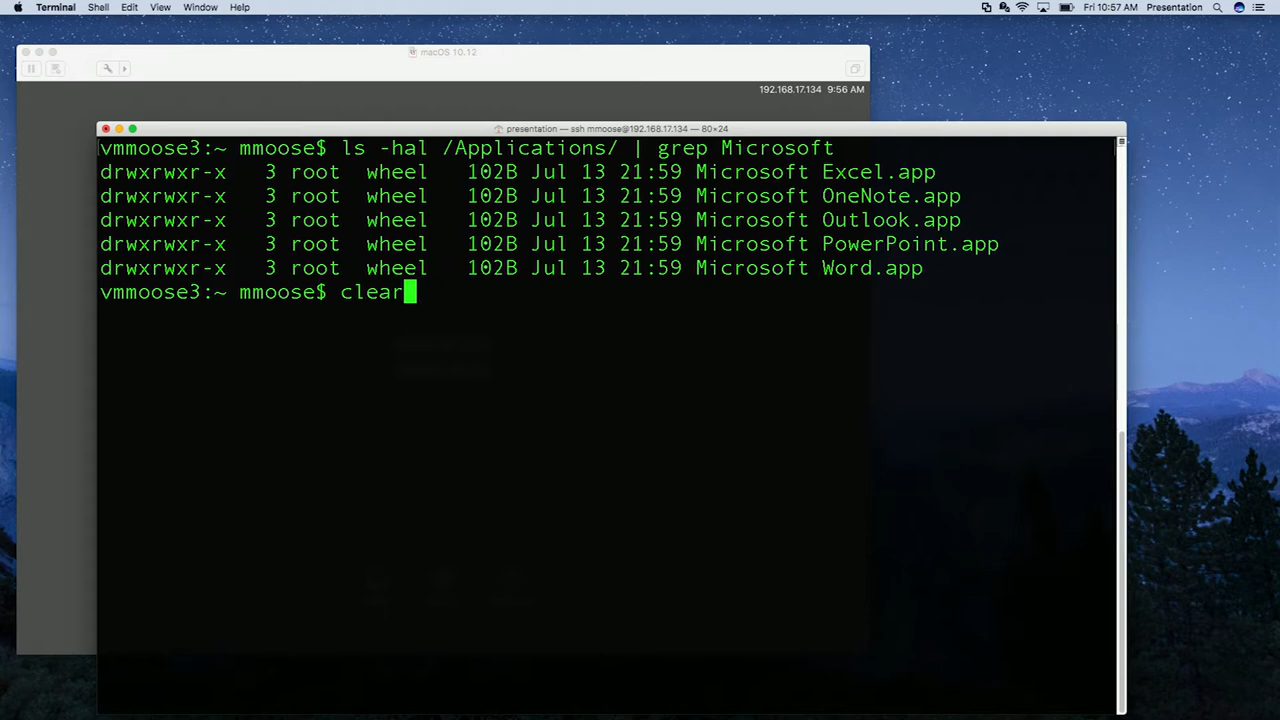 Terminal Shell Edit View Window Help Fri 10:57 AM Presentation
macOS 10.12
192.168.17.134 9:56 AM
presentation — ssh mmoose@192.168.17.134 — 80×24
vmmoose3:~ mmoose$ ls -hal /Applications/ | grep Microsoft
drwxrwxr-x 3 root wheel 102B Jul 13 21:59 Microsoft Excel.app
drwxrwxr-x 3 root wheel 102B Jul 13 21:59 Microsoft OneNote.app
drwxrwxr-x 3 root wheel 102B Jul 13 21:59 Microsoft Outlook.app
drwxrwxr-x 3 root wheel 102B Jul 13 21:59 Microsoft PowerPoint.app
drwxrwxr-x 3 root wheel 102B Jul 13 21:59 Microsoft Word.app
vmmoose3:~ mmoose$ clear